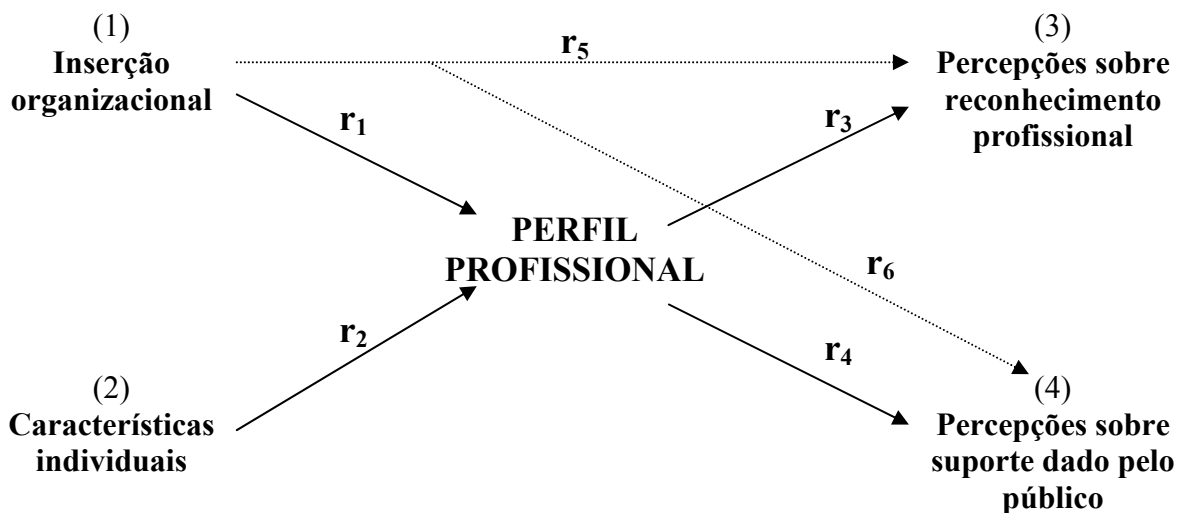 (1)
Inserção
organizacional
r5
(3)
Percepções sobre
reconhecimento
profissional
r1
r3
PERFIL
PROFISSIONAL
r6
r2
r4
(2)
Características
individuais
(4)
Percepções sobre
suporte dado pelo
público